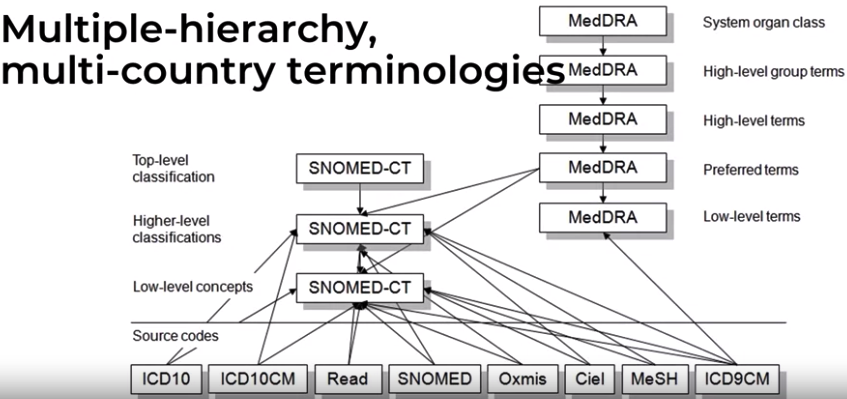 Multiple-hierarchy,
multi-country terminologies
MedDRA
System organ class
MedDRA
High-level group terms
MedDRA
High-level terms
MedDRA
Preferred terms
MedDRA
Low-level terms
Top-level
classification
SNOMED-CT
Higher-level
classifications
SNOMED-CT
Low-level concepts
SNOMED-CT
Source codes
ICD10
ICD10CM
Read
SNOMED
Oxmis
Ciel
MeSH
ICD9CM